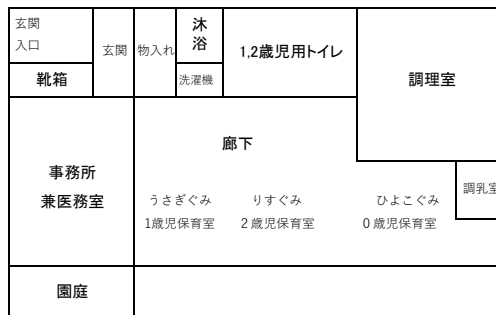 玄関
入口
靴箱
玄関
物入れ
沐
浴
洗濯機
1,2歳児用トイレ
調理室
廊下
事務所
兼医務室
うさぎぐみ
1歳児保育室
りすぐみ
２歳児保育室
ひよこぐみ
０歳児保育室
調乳室
園庭